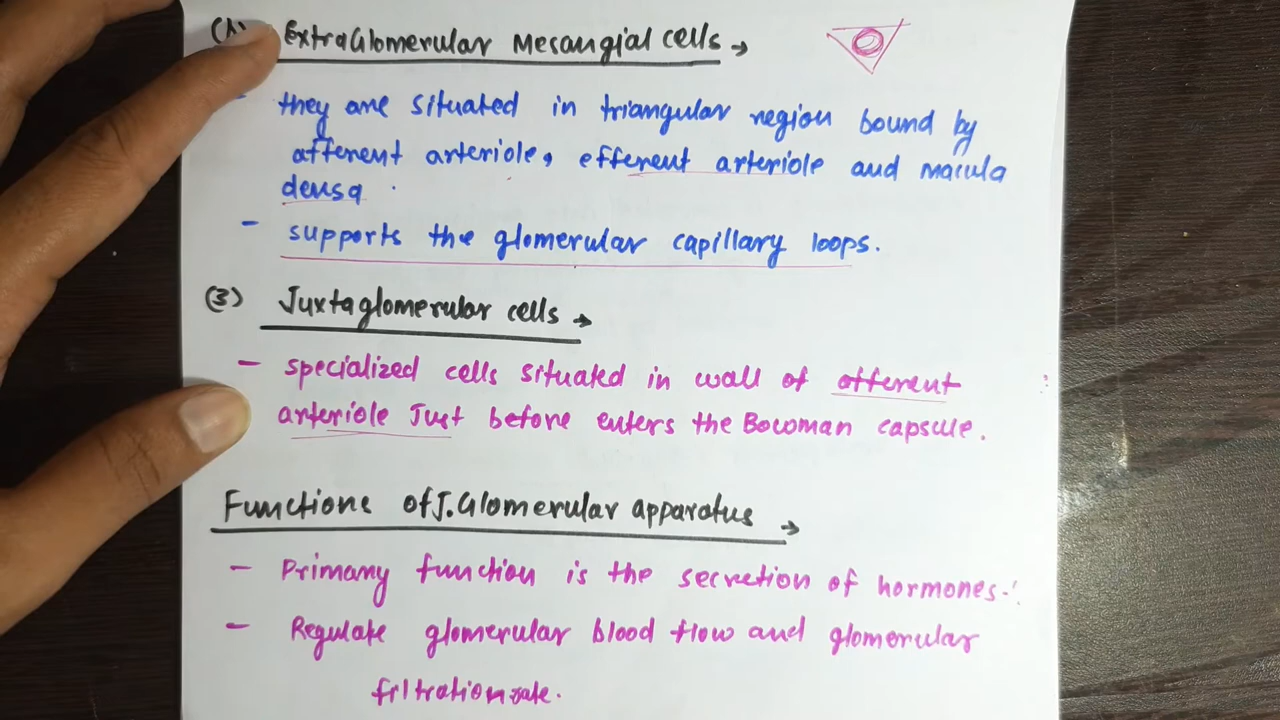 ExtraGlomerular Mesangial cells →
- they are situated in triangular region bound by
afferent arteriole, efferent arteriole and macula
densa.
- supports the glomerular capillary loops.
(3) Juxtaglomerular cells →
- specialized cells situated in wall of afferent
arteriole Just before enters the Bowman capsule.
Functions of J. Glomerular apparatus →
- Primary function is the secretion of hormones.
- Regulate glomerular blood flow and glomerular
filtration rate.